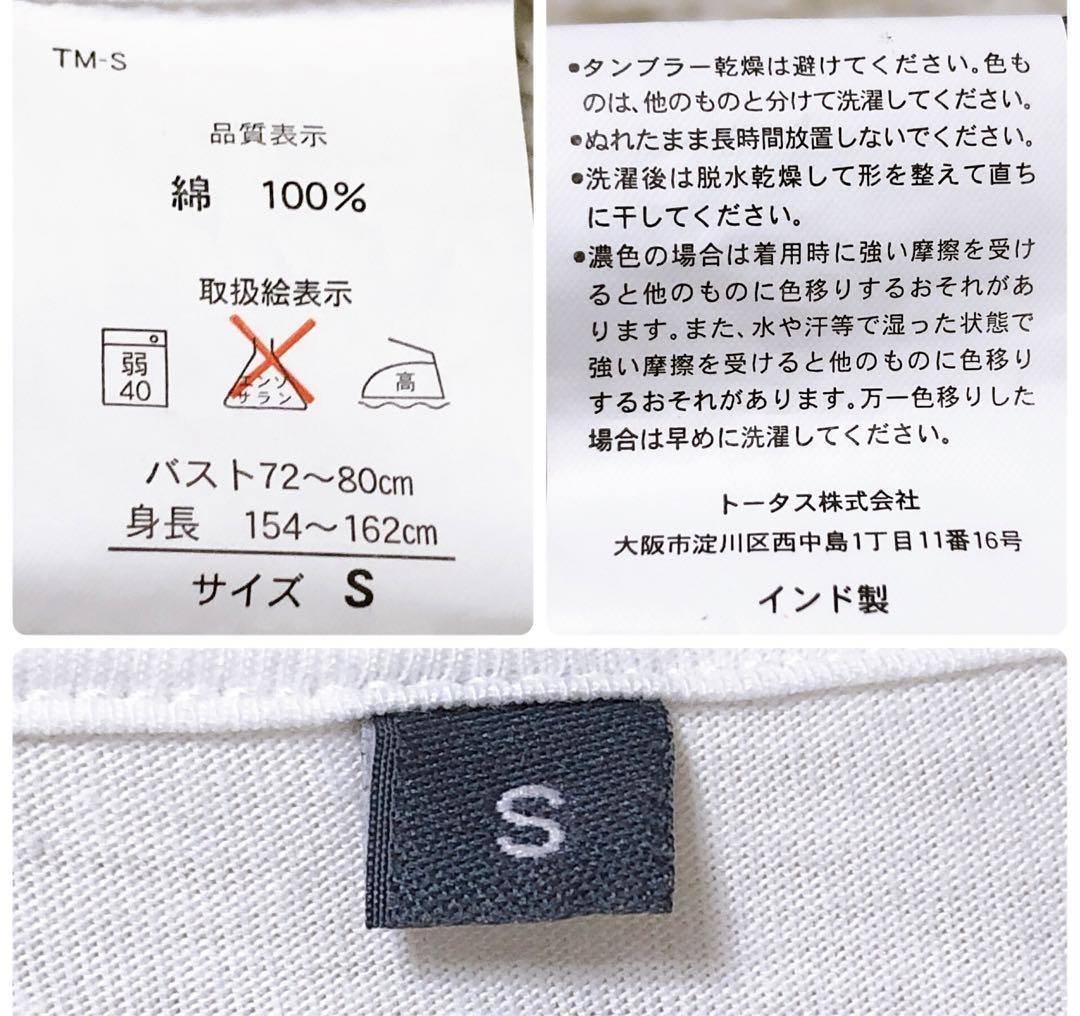 TM-S
品質表示
綿 100%
取扱絵表示
弱
40
エンソ
サラシ
高
バスト72～80cm
身長 154～162cm
サイズ S
•タンブラー乾燥は避けてください。色も
のは、他のものと分けて洗濯してください。
•ぬれたまま長時間放置しないでください。
•洗濯後は脱水乾燥して形を整えて直ち
に干してください。
•濃色の場合は着用時に強い摩擦を受け
ると他のものに色移りするおそれがあ
ります。また、水や汗等で湿った状態で
強い摩擦を受けると他のものに色移り
するおそれがあります。万一色移りした
場合は早めに洗濯してください。
トータス株式会社
大阪市淀川区西中島1丁目11番16号
インド製
S